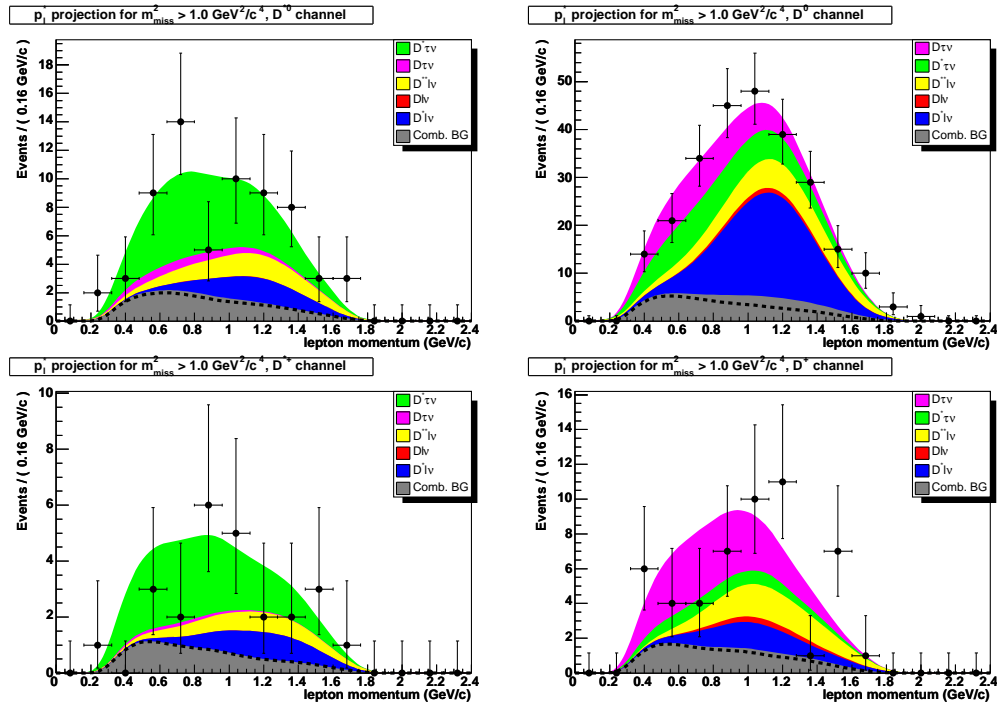 p*l projection for m²miss > 1.0 GeV²/c⁴, D*0 channel
Events / ( 0.16 GeV/c )
18
16
14
12
10
8
6
4
2
0
0 0.2 0.4 0.6 0.8 1 1.2 1.4 1.6 1.8 2 2.2 2.4
lepton momentum (GeV/c)
D*τν
Dτν
D**lν
Dlν
D*lν
Comb. BG
p*l projection for m²miss > 1.0 GeV²/c⁴, D0 channel
Events / ( 0.16 GeV/c )
50
40
30
20
10
0
0 0.2 0.4 0.6 0.8 1 1.2 1.4 1.6 1.8 2 2.2 2.4
lepton momentum (GeV/c)
Dτν
D*τν
D**lν
Dlν
D*lν
Comb. BG
p*l projection for m²miss > 1.0 GeV²/c⁴, D*+ channel
Events / ( 0.16 GeV/c )
10
8
6
4
2
0
0 0.2 0.4 0.6 0.8 1 1.2 1.4 1.6 1.8 2 2.2 2.4
lepton momentum (GeV/c)
D*τν
Dτν
D**lν
Dlν
D*lν
Comb. BG
p*l projection for m²miss > 1.0 GeV²/c⁴, D+ channel
Events / ( 0.16 GeV/c )
16
14
12
10
8
6
4
2
0
0 0.2 0.4 0.6 0.8 1 1.2 1.4 1.6 1.8 2 2.2 2.4
lepton momentum (GeV/c)
Dτν
D*τν
D**lν
Dlν
D*lν
Comb. BG